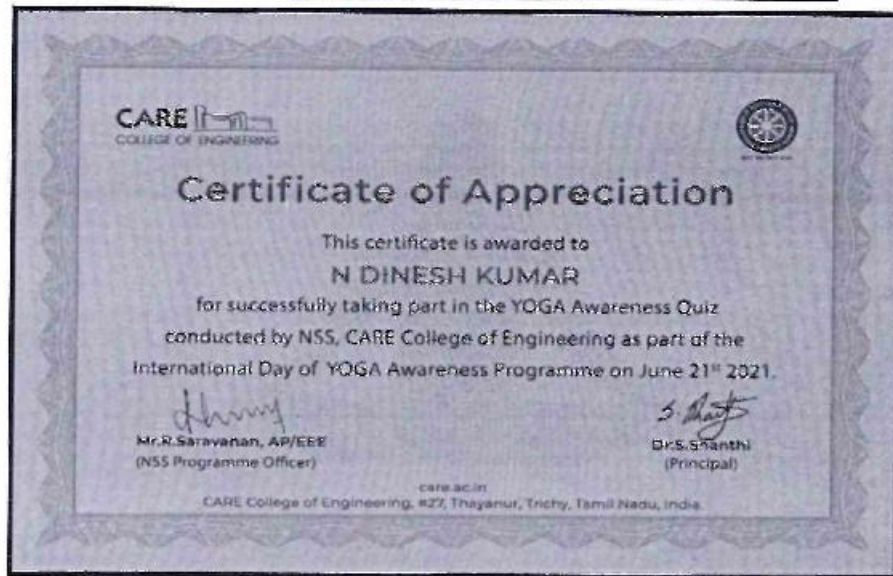 CARE
COLLEGE OF ENGINEERING
Certificate of Appreciation
This certificate is awarded to
N DINESH KUMAR
for successfully taking part in the YOGA Awareness Quiz
conducted by NSS, CARE College of Engineering as part of the
International Day of YOGA Awareness Programme on June 21st 2021.
Mr.R.Saravanan, AP/EEE
(NSS Programme Officer)
S. Shanthi
Dr.S.Shanthi
(Principal)
care.ac.in
CARE College of Engineering, #27, Thayanur, Trichy, Tamil Nadu, India.